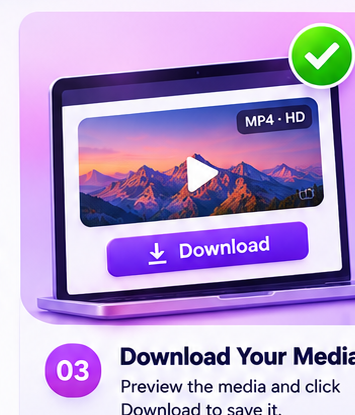 MP4 · HD
Download
03
Download Your Media
Preview the media and click
Download to save it.